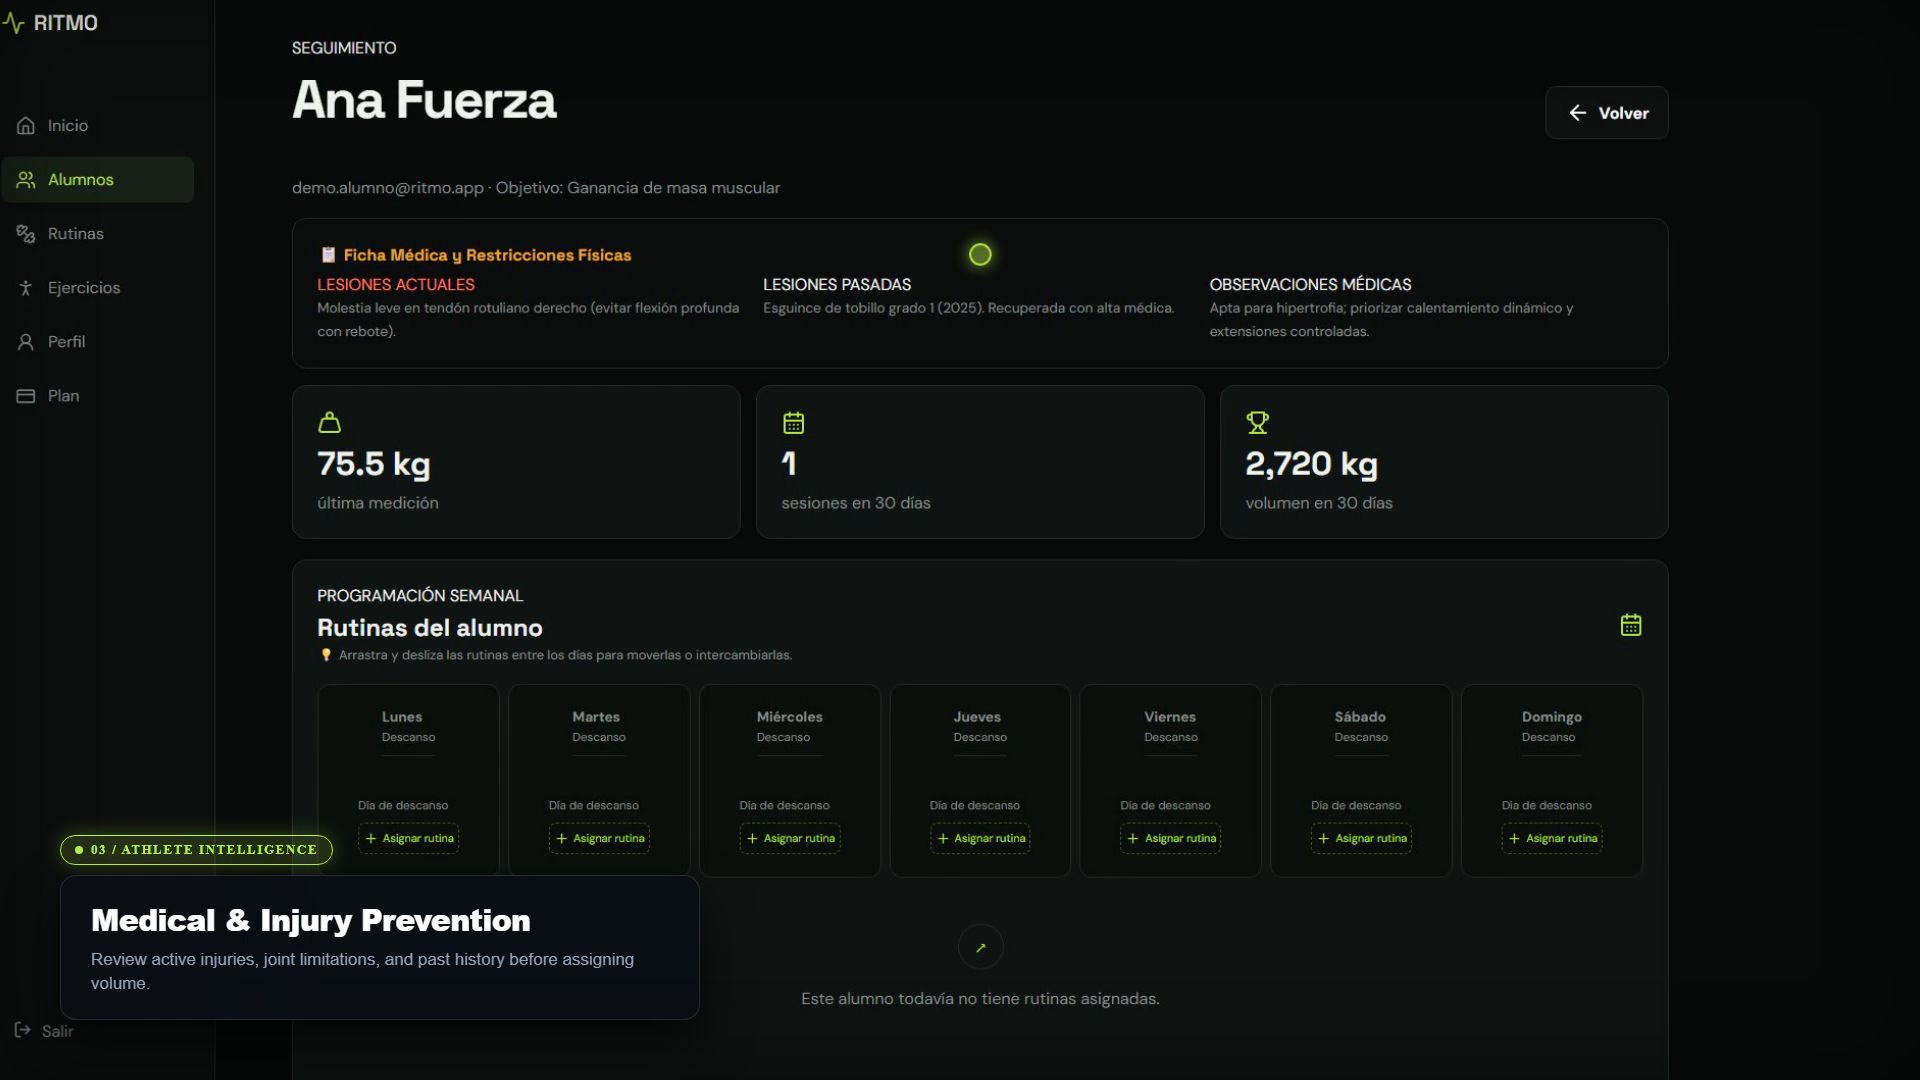 RITMO
Inicio
Alumnos
Rutinas
Ejercicios
Perfil
Plan
Salir
SEGUIMIENTO
Ana Fuerza
Volver
demo.alumno@ritmo.app · Objetivo: Ganancia de masa muscular
Ficha Médica y Restricciones Físicas
LESIONES ACTUALES
Molestia leve en tendón rotuliano derecho (evitar flexión profunda
con rebote).
LESIONES PASADAS
Esguince de tobillo grado 1 (2025). Recuperada con alta médica.
OBSERVACIONES MÉDICAS
Apta para hipertrofia; priorizar calentamiento dinámico y
extensiones controladas.
75.5 kg
última medición
1
sesiones en 30 días
2,720 kg
volumen en 30 días
PROGRAMACIÓN SEMANAL
Rutinas del alumno
Arrastra y desliza las rutinas entre los días para moverlas o intercambiarlas.
Lunes
Descanso
Día de descanso
+ Asignar rutina
Martes
Descanso
Día de descanso
+ Asignar rutina
Miércoles
Descanso
Día de descanso
+ Asignar rutina
Jueves
Descanso
Día de descanso
+ Asignar rutina
Viernes
Descanso
Día de descanso
+ Asignar rutina
Sábado
Descanso
Día de descanso
+ Asignar rutina
Domingo
Descanso
Día de descanso
+ Asignar rutina
Este alumno todavía no tiene rutinas asignadas.
03 / ATHLETE INTELLIGENCE
Medical & Injury Prevention
Review active injuries, joint limitations, and past history before assigning
volume.